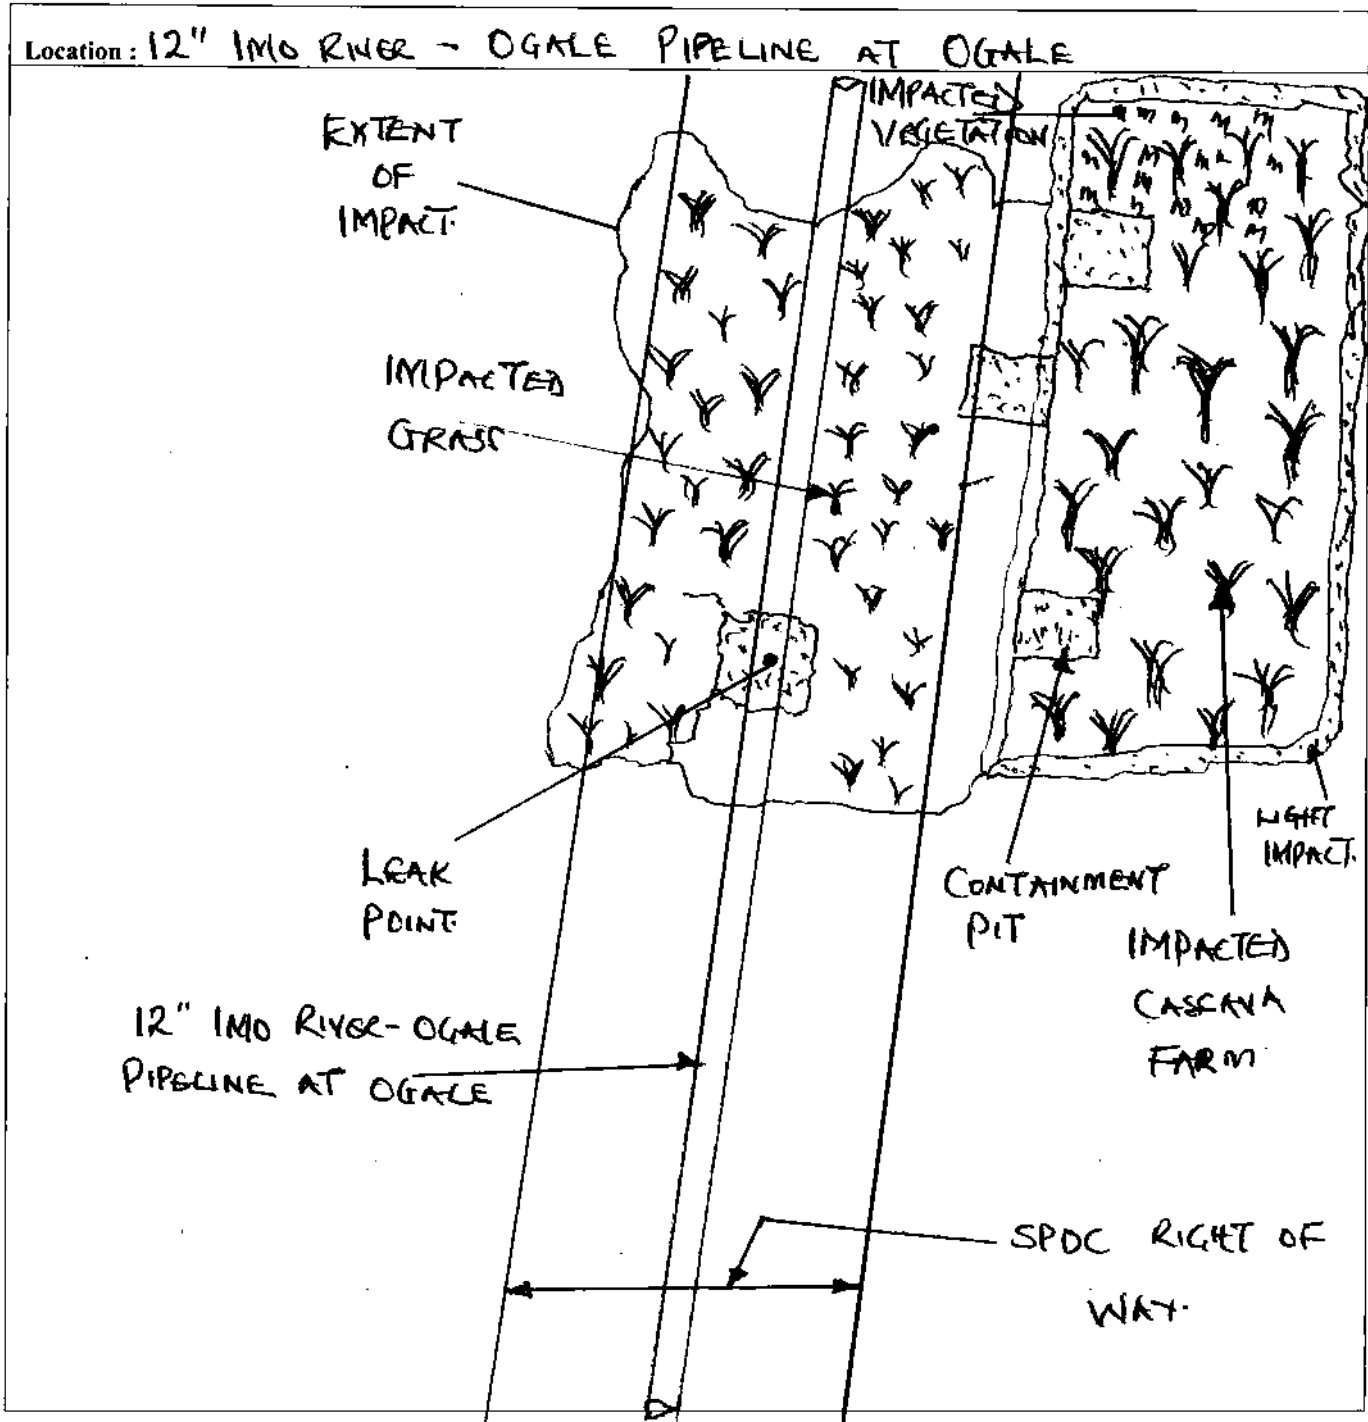 Location : 12" IMO RIVER - OGALE PIPELINE AT OGALE
IMPACTED
VEGETATION
EXTENT
OF
IMPACT.
IMPACTED
GRASS
LEAK
POINT.
LIGHT
IMPACT.
CONTAINMENT
PIT
IMPACTED
CASSAVA
FARM
12" IMO RIVER-OGALE
PIPELINE AT OGALE
SPDC RIGHT OF
WAY.